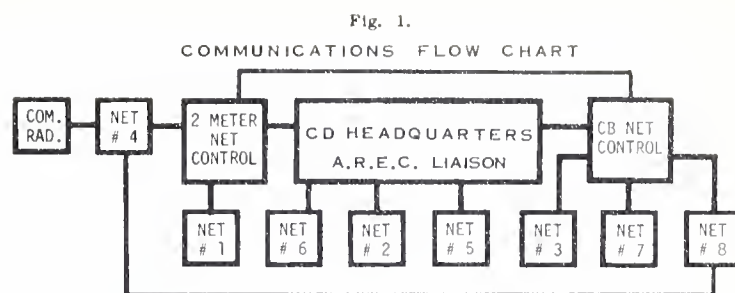 Fig. 1.
COMMUNICATIONS FLOW CHART
COM.
RAD.
NET
# 4
2 METER
NET
CONTROL
CD HEADQUARTERS
A.R.E.C. LIAISON
CB NET
CONTROL
NET
# 1
NET
# 6
NET
# 2
NET
# 5
NET
# 3
NET
# 7
NET
# 8